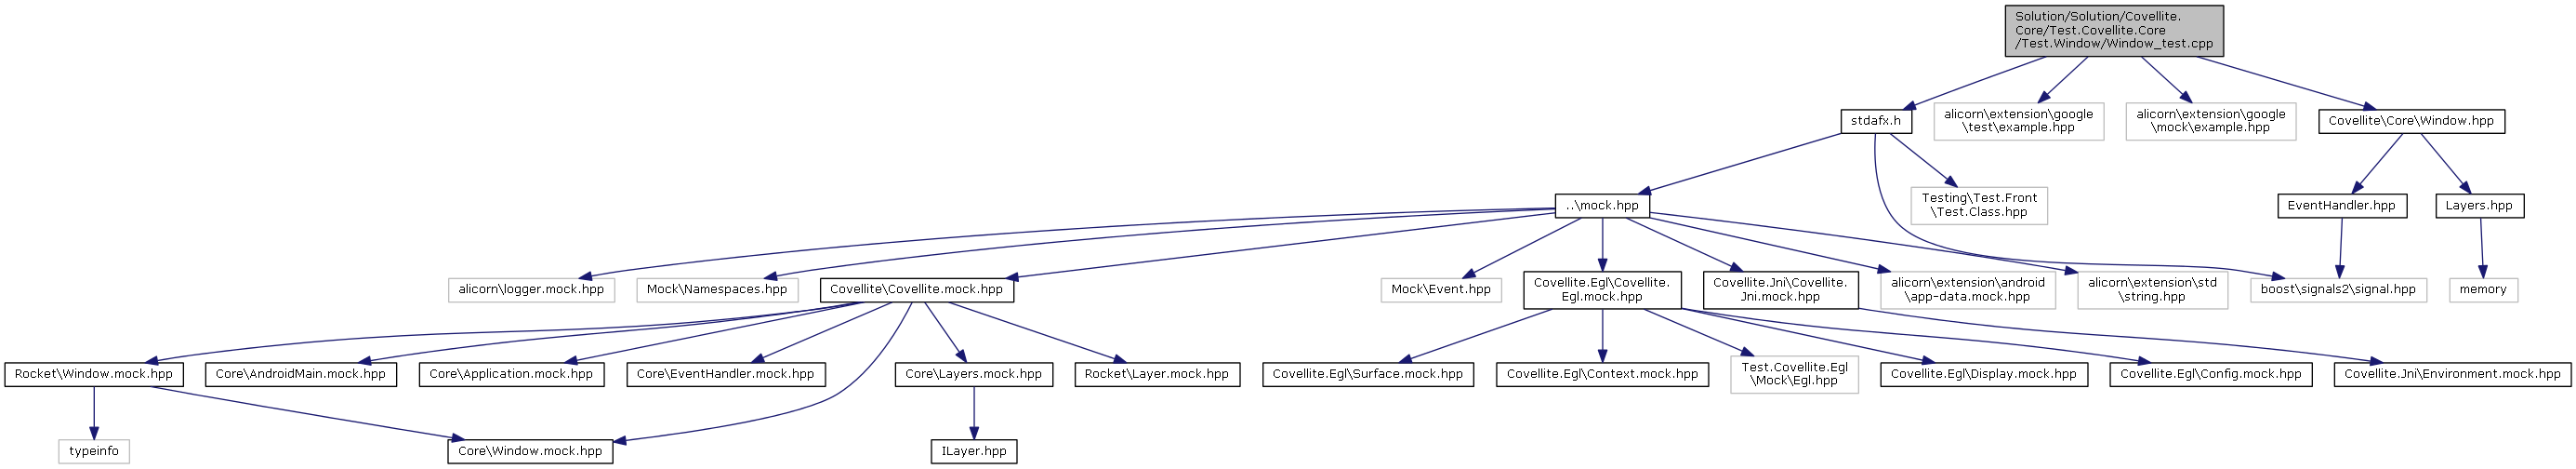 Solution/Solution/Covellite.
Core/Test.Covellite.Core
/Test.Window/Window_test.cpp
stdafx.h
alicorn\extension\google
\test\example.hpp
alicorn\extension\google
\mock\example.hpp
Covellite\Core\Window.hpp
..\mock.hpp
Testing\Test.Front
\Test.Class.hpp
EventHandler.hpp
Layers.hpp
alicorn\logger.mock.hpp
Mock\Namespaces.hpp
Covellite\Covellite.mock.hpp
Mock\Event.hpp
Covellite.Egl\Covellite.
Egl.mock.hpp
Covellite.Jni\Covellite.
Jni.mock.hpp
alicorn\extension\android
\app-data.mock.hpp
alicorn\extension\std
\string.hpp
boost\signals2\signal.hpp
memory
Rocket\Window.mock.hpp
Core\AndroidMain.mock.hpp
Core\Application.mock.hpp
Core\EventHandler.mock.hpp
Core\Layers.mock.hpp
Rocket\Layer.mock.hpp
Covellite.Egl\Surface.mock.hpp
Covellite.Egl\Context.mock.hpp
Test.Covellite.Egl
\Mock\Egl.hpp
Covellite.Egl\Display.mock.hpp
Covellite.Egl\Config.mock.hpp
Covellite.Jni\Environment.mock.hpp
typeinfo
Core\Window.mock.hpp
ILayer.hpp